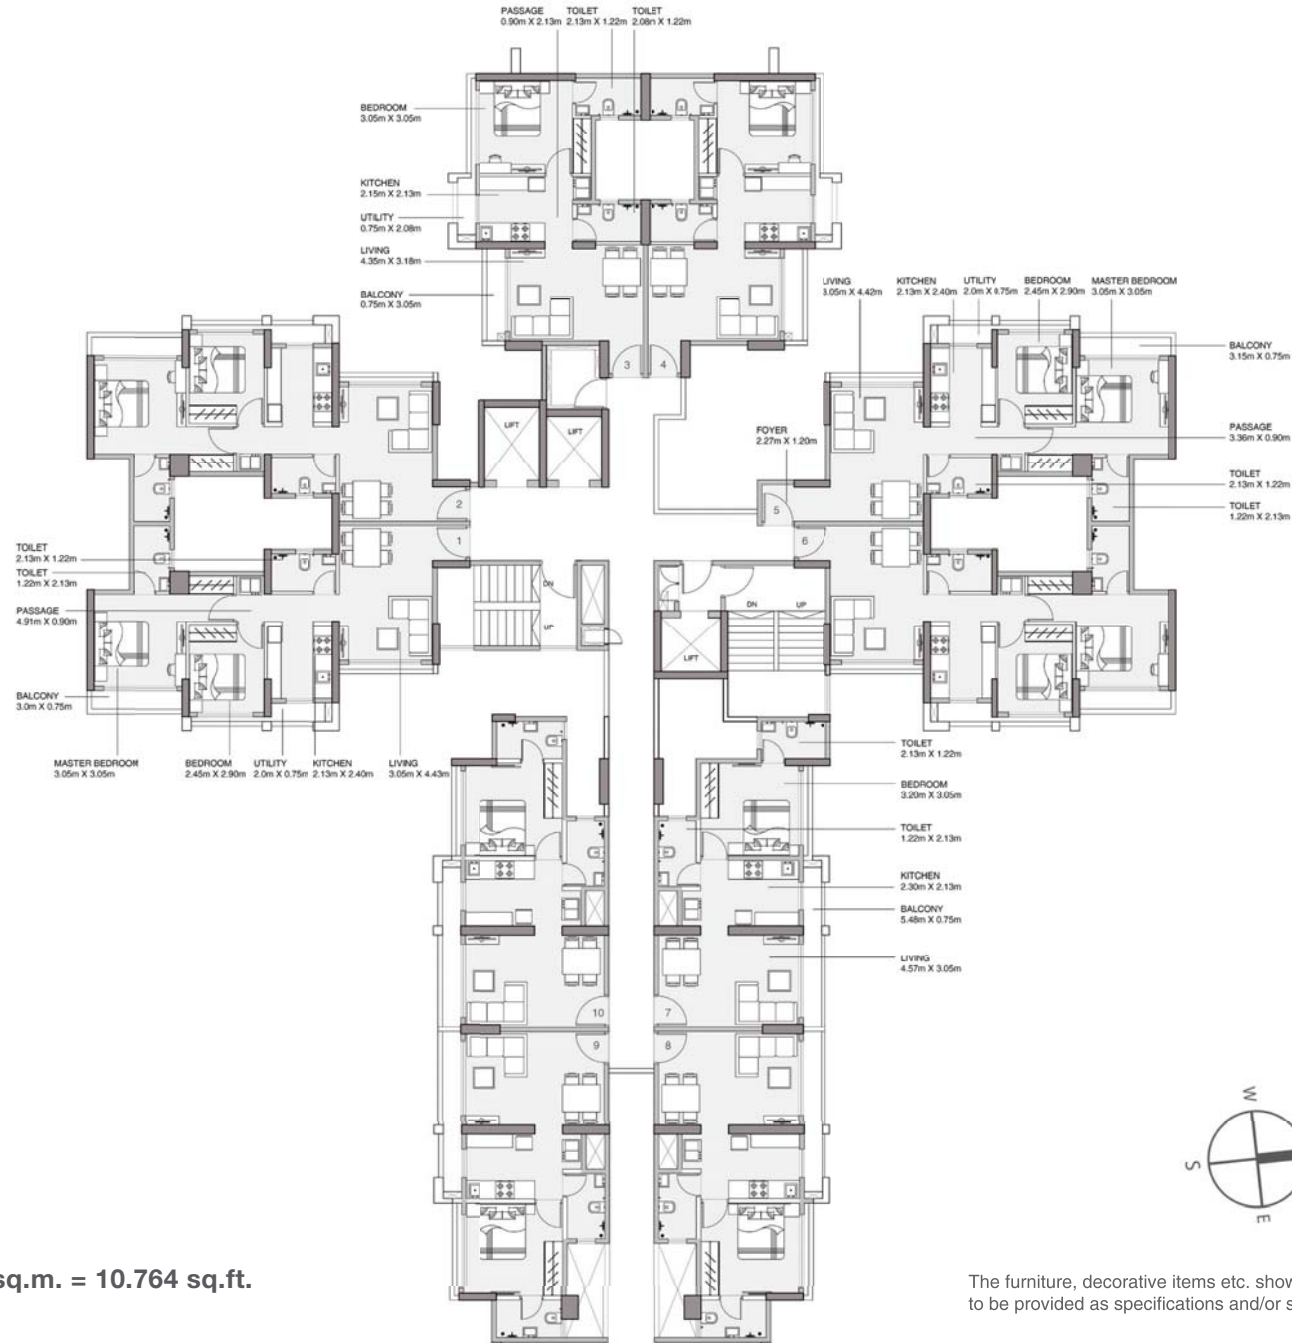 PASSAGE
0.90m X 2.13m
TOILET
2.13m X 1.22m
TOILET
2.08m X 1.22m
BEDROOM
3.05m X 3.05m
KITCHEN
2.15m X 2.13m
UTILITY
0.75m X 2.08m
LIVING
4.35m X 3.18m
BALCONY
0.75m X 3.05m
3
4
LIVING
3.05m X 4.42m
KITCHEN
2.13m X 2.40m
UTILITY
2.0m X 0.75m
BEDROOM
2.45m X 2.90m
MASTER BEDROOM
3.05m X 3.05m
BALCONY
3.15m X 0.75m
PASSAGE
3.36m X 0.90m
TOILET
2.13m X 1.22m
TOILET
1.22m X 2.13m
FOYER
2.27m X 1.20m
LIFT
LIFT
2
1
5
6
DN
UP
DN
UP
LIFT
TOILET
2.13m X 1.22m
TOILET
1.22m X 2.13m
PASSAGE
4.91m X 0.90m
BALCONY
3.0m X 0.75m
MASTER BEDROOM
3.05m X 3.05m
BEDROOM
2.45m X 2.90m
UTILITY
2.0m X 0.75m
KITCHEN
2.13m X 2.40m
LIVING
3.05m X 4.43m
TOILET
2.13m X 1.22m
BEDROOM
3.20m X 3.05m
TOILET
1.22m X 2.13m
KITCHEN
2.30m X 2.13m
BALCONY
5.48m X 0.75m
LIVING
4.57m X 3.05m
10
7
9
8
W
S
E
sq.m. = 10.764 sq.ft.
The furniture, decorative items etc. show
to be provided as specifications and/or s